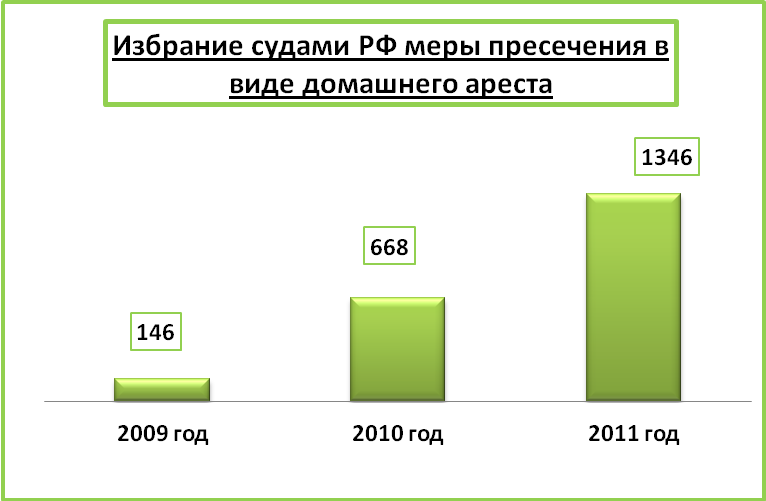 Избрание судами РФ меры пресечения в
виде домашнего ареста
1346
668
146
2009 год
2010 год
2011 год